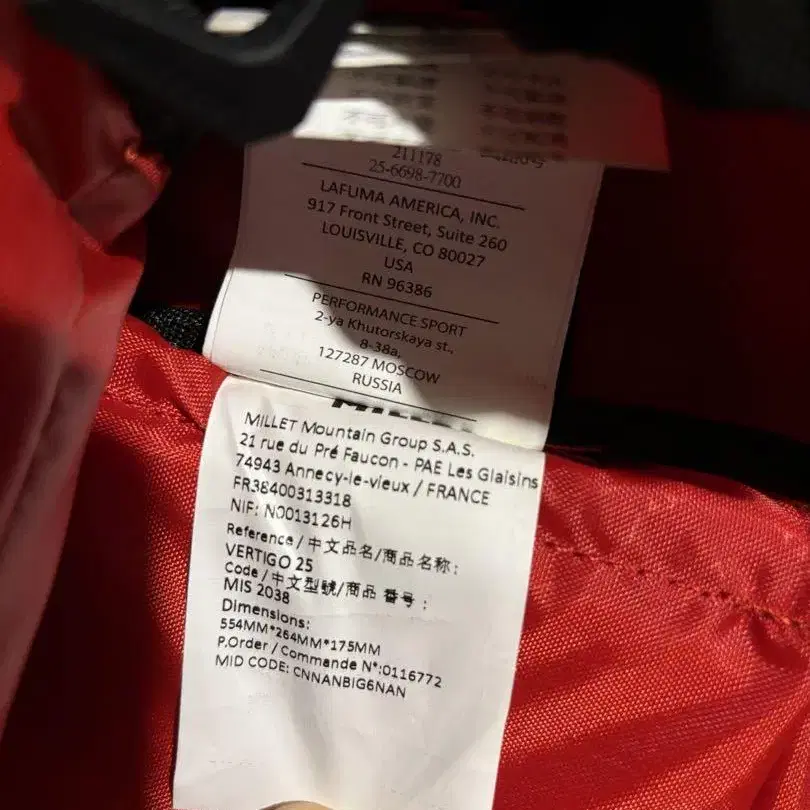 211178
25-6698-7700
LAFUMA AMERICA, INC.
917 Front Street, Suite 260
LOUISVILLE, CO 80027
USA
RN 96386
PERFORMANCE SPORT
2-ya Khutorskaya st.,
8-38a,
127287 MOSCOW
RUSSIA
MILLET Mountain Group S.A.S.
21 rue du Pré Faucon - PAE Les Glaisins
74943 Annecy-le-vieux / FRANCE
FR38400313318
NIF: N0013126H
Reference / 中文品名/商品名称:
VERTIGO 25
Code / 中文型號/商品 番号:
MIS 2038
Dimensions:
554MM*264MM*175MM
P.Order / Commande N°:0116772
MID CODE: CNNANBIG6NAN